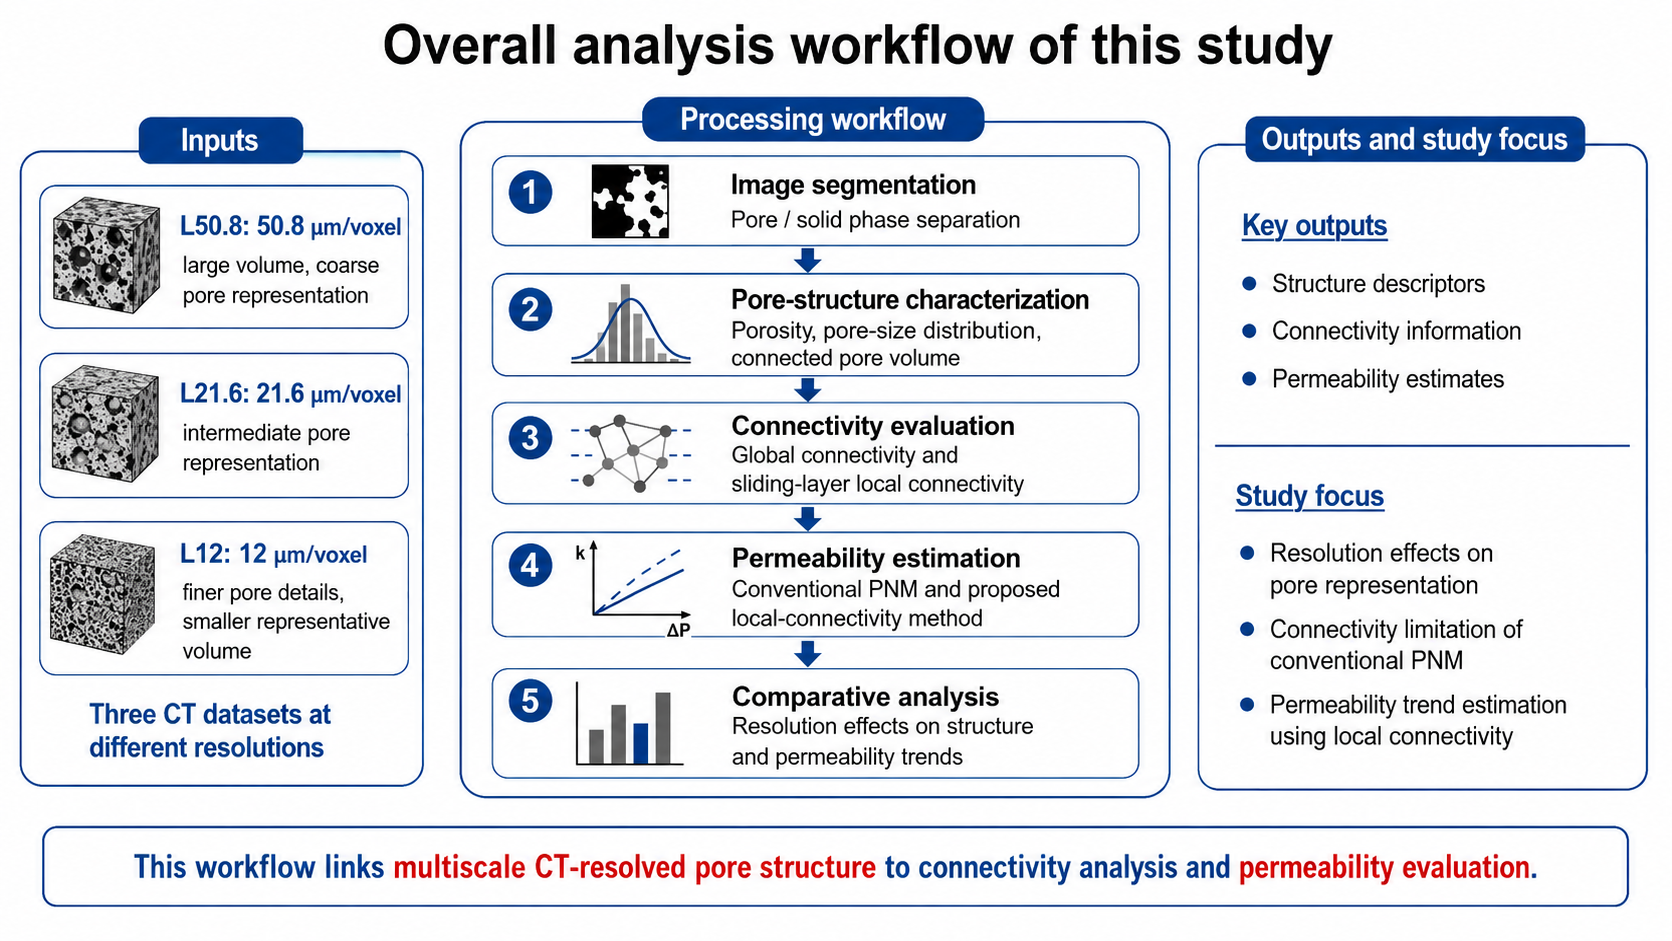 Overall analysis workflow of this study
Inputs
L50.8: 50.8 µm/voxel
large volume, coarse
pore representation
L21.6: 21.6 µm/voxel
intermediate pore
representation
L12: 12 µm/voxel
finer pore details,
smaller representative
volume
Three CT datasets at
different resolutions
Processing workflow
1
Image segmentation
Pore / solid phase separation
2
Pore-structure characterization
Porosity, pore-size distribution,
connected pore volume
3
Connectivity evaluation
Global connectivity and
sliding-layer local connectivity
4
k
ΔP
Permeability estimation
Conventional PNM and proposed
local-connectivity method
5
Comparative analysis
Resolution effects on structure
and permeability trends
Outputs and study focus
Key outputs
Structure descriptors
Connectivity information
Permeability estimates
Study focus
Resolution effects on
pore representation
Connectivity limitation of
conventional PNM
Permeability trend estimation
using local connectivity
This workflow links multiscale CT-resolved pore structure to connectivity analysis and permeability evaluation.